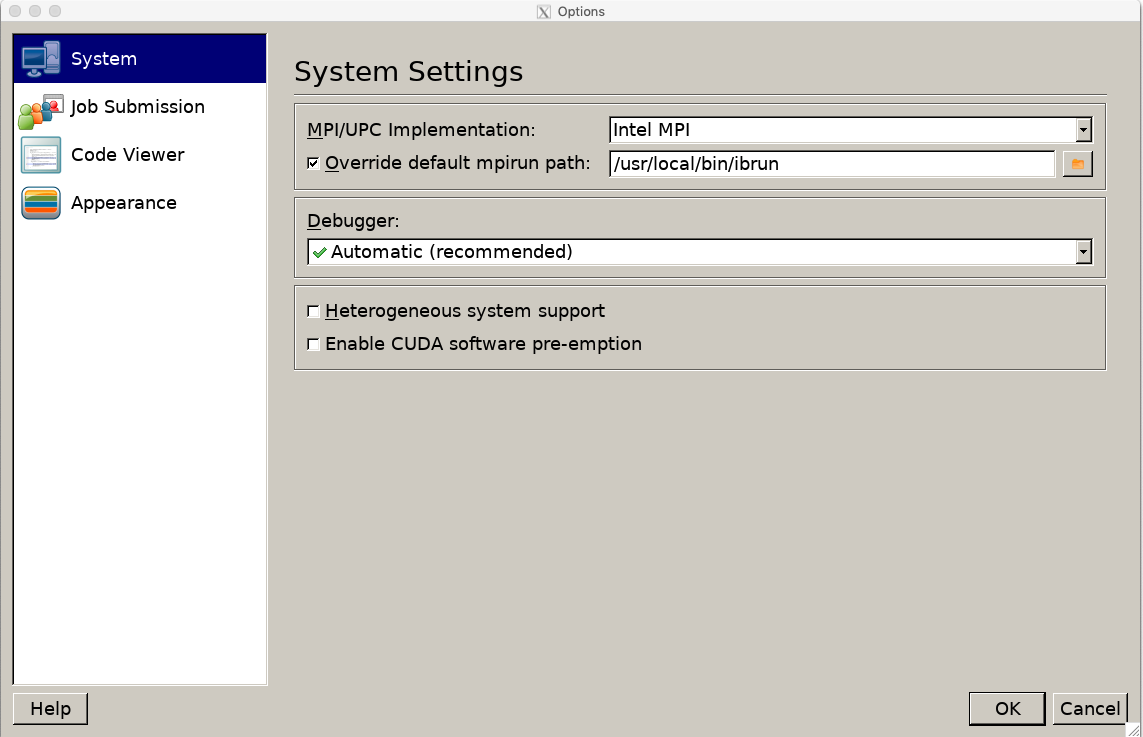 Options
System
Job Submission
Code Viewer
Appearance
System Settings
MPI/UPC Implementation: Intel MPI
Override default mpirun path: /usr/local/bin/ibrun
Debugger:
Automatic (recommended)
Heterogeneous system support
Enable CUDA software pre-emption
Help OK Cancel